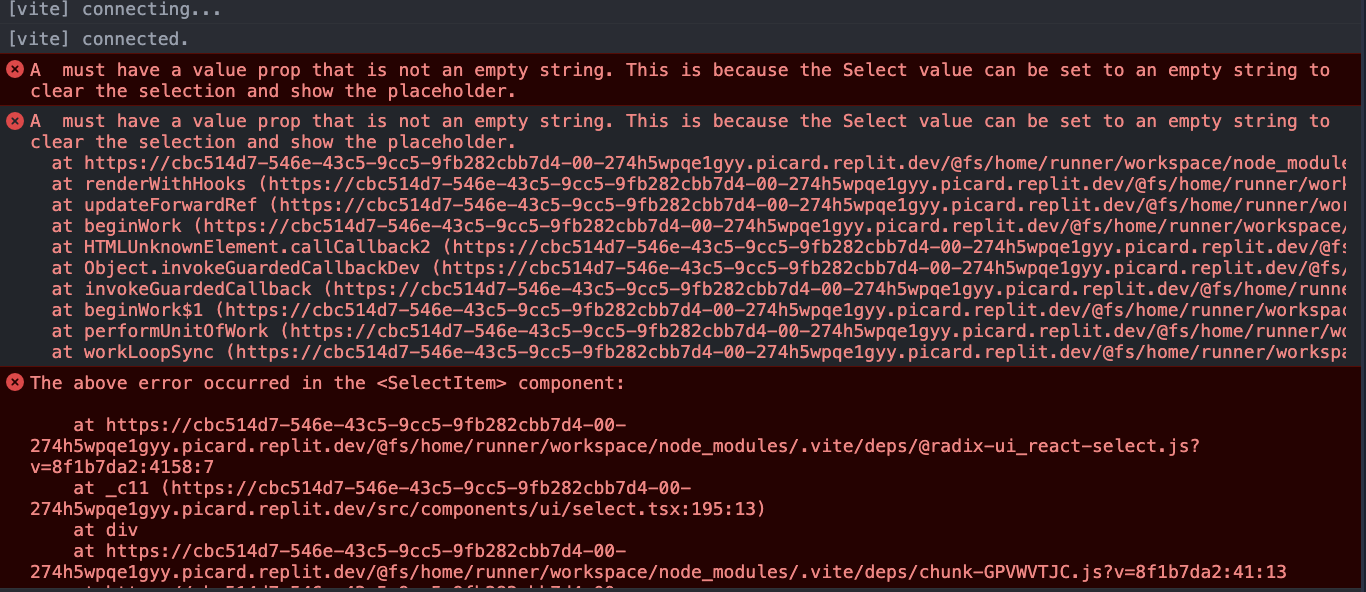 [vite] connecting...
[vite] connected.
A  must have a value prop that is not an empty string. This is because the Select value can be set to an empty string to
clear the selection and show the placeholder.
A  must have a value prop that is not an empty string. This is because the Select value can be set to an empty string to
clear the selection and show the placeholder.
at https://cbc514d7-546e-43c5-9cc5-9fb282cbb7d4-00-274h5wpqe1gyy.picard.replit.dev/@fs/home/runner/workspace/node_module
at renderWithHooks (https://cbc514d7-546e-43c5-9cc5-9fb282cbb7d4-00-274h5wpqe1gyy.picard.replit.dev/@fs/home/runner/work
at updateForwardRef (https://cbc514d7-546e-43c5-9cc5-9fb282cbb7d4-00-274h5wpqe1gyy.picard.replit.dev/@fs/home/runner/wor
at beginWork (https://cbc514d7-546e-43c5-9cc5-9fb282cbb7d4-00-274h5wpqe1gyy.picard.replit.dev/@fs/home/runner/workspace/
at HTMLUnknownElement.callCallback2 (https://cbc514d7-546e-43c5-9cc5-9fb282cbb7d4-00-274h5wpqe1gyy.picard.replit.dev/@fs
at Object.invokeGuardedCallbackDev (https://cbc514d7-546e-43c5-9cc5-9fb282cbb7d4-00-274h5wpqe1gyy.picard.replit.dev/@fs/
at invokeGuardedCallback (https://cbc514d7-546e-43c5-9cc5-9fb282cbb7d4-00-274h5wpqe1gyy.picard.replit.dev/@fs/home/runne
at beginWork$1 (https://cbc514d7-546e-43c5-9cc5-9fb282cbb7d4-00-274h5wpqe1gyy.picard.replit.dev/@fs/home/runner/workspac
at performUnitOfWork (https://cbc514d7-546e-43c5-9cc5-9fb282cbb7d4-00-274h5wpqe1gyy.picard.replit.dev/@fs/home/runner/wo
at workLoopSync (https://cbc514d7-546e-43c5-9cc5-9fb282cbb7d4-00-274h5wpqe1gyy.picard.replit.dev/@fs/home/runner/workspa
The above error occurred in the <SelectItem> component:
at https://cbc514d7-546e-43c5-9cc5-9fb282cbb7d4-00-
274h5wpqe1gyy.picard.replit.dev/@fs/home/runner/workspace/node_modules/.vite/deps/@radix-ui_react-select.js?
v=8f1b7da2:4158:7
at _c11 (https://cbc514d7-546e-43c5-9cc5-9fb282cbb7d4-00-
274h5wpqe1gyy.picard.replit.dev/src/components/ui/select.tsx:195:13)
at div
at https://cbc514d7-546e-43c5-9cc5-9fb282cbb7d4-00-
274h5wpqe1gyy.picard.replit.dev/@fs/home/runner/workspace/node_modules/.vite/deps/chunk-GPVWVTJC.js?v=8f1b7da2:41:13